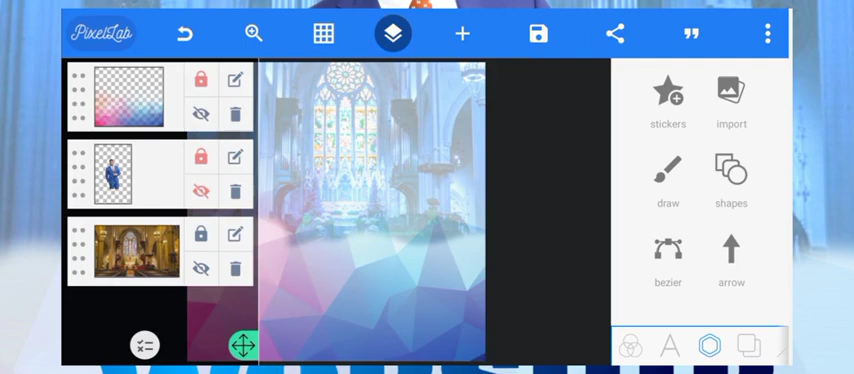 PixelLab
stickers
import
draw
shapes
bezier
arrow
A